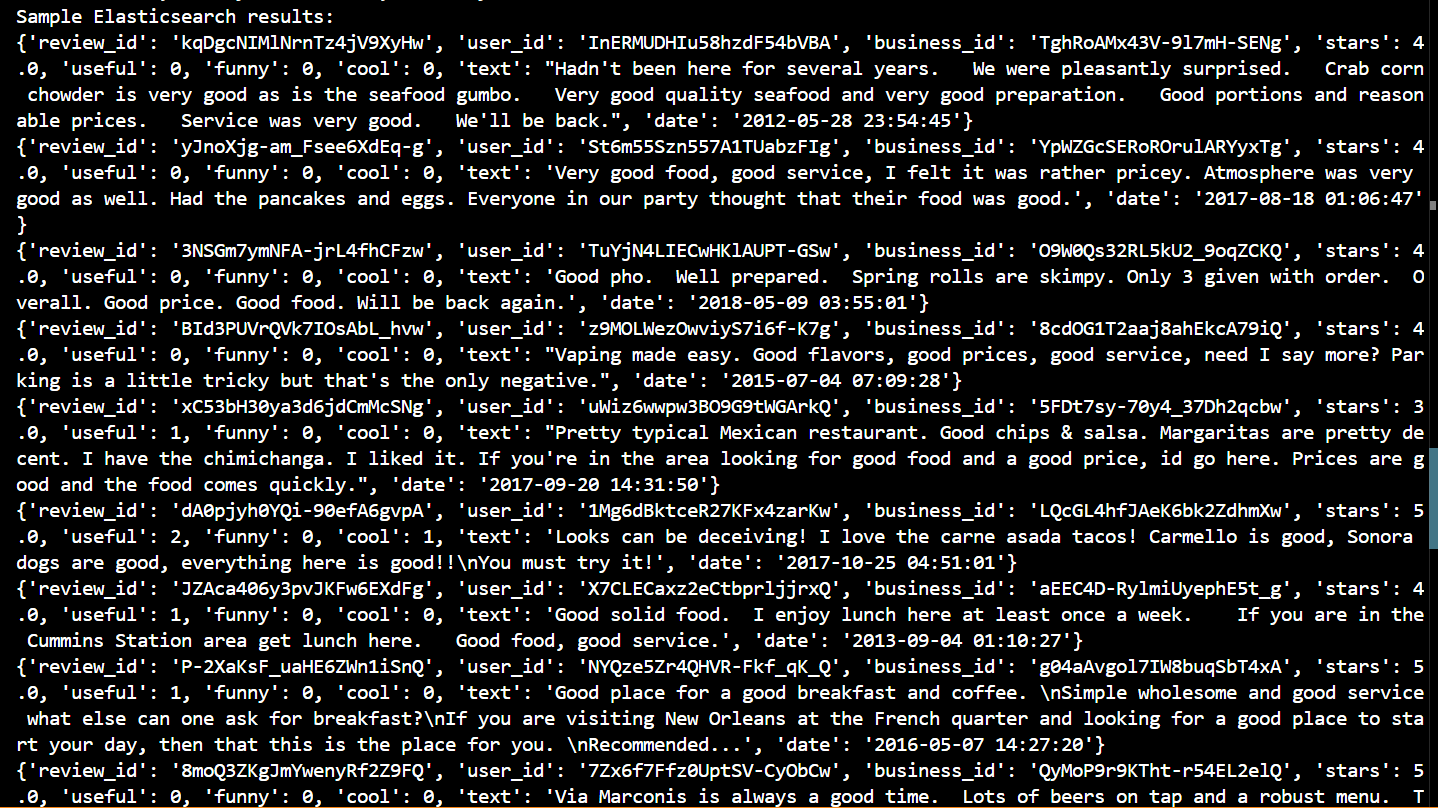 Sample Elasticsearch results:
{'review_id': 'kqDgcNIMlNrnTz4jV9XyHw', 'user_id': 'InERMUDHIu58hzdF54bVBA', 'business_id': 'TghRoAMx43V-9l7mH-SENg', 'stars': 4
.0, 'useful': 0, 'funny': 0, 'cool': 0, 'text': "Hadn't been here for several years.   We were pleasantly surprised.   Crab corn
 chowder is very good as is the seafood gumbo.   Very good quality seafood and very good preparation.   Good portions and reason
able prices.   Service was very good.   We'll be back.", 'date': '2012-05-28 23:54:45'}
{'review_id': 'yJnoXjg-am_Fsee6XdEq-g', 'user_id': 'St6m55Szn557A1TUabzFIg', 'business_id': 'YpWZGcSERoROrulARYyxTg', 'stars': 4
.0, 'useful': 0, 'funny': 0, 'cool': 0, 'text': 'Very good food, good service, I felt it was rather pricey. Atmosphere was very 
good as well. Had the pancakes and eggs. Everyone in our party thought that their food was good.', 'date': '2017-08-18 01:06:47'
}
{'review_id': '3NSGm7ymNFA-jrL4fhCFzw', 'user_id': 'TuYjN4LIECwHKlAUPT-GSw', 'business_id': 'O9W0Qs32RL5kU2_9oqZCKQ', 'stars': 4
.0, 'useful': 0, 'funny': 0, 'cool': 0, 'text': 'Good pho.  Well prepared.  Spring rolls are skimpy. Only 3 given with order.  O
verall. Good price. Good food. Will be back again.', 'date': '2018-05-09 03:55:01'}
{'review_id': 'BId3PUVrQVk7IOsAbL_hvw', 'user_id': 'z9MOLWezOwviyS7i6f-K7g', 'business_id': '8cdOG1T2aaj8ahEkcA79iQ', 'stars': 4
.0, 'useful': 0, 'funny': 0, 'cool': 0, 'text': "Vaping made easy. Good flavors, good prices, good service, need I say more? Par
king is a little tricky but that's the only negative.", 'date': '2015-07-04 07:09:28'}
{'review_id': 'xC53bH30ya3d6jdCmMcSNg', 'user_id': 'uWiz6wwpw3BO9G9tWGArkQ', 'business_id': '5FDt7sy-70y4_37Dh2qcbw', 'stars': 3
.0, 'useful': 1, 'funny': 0, 'cool': 0, 'text': "Pretty typical Mexican restaurant. Good chips & salsa. Margaritas are pretty de
cent. I have the chimichanga. I liked it. If you're in the area looking for good food and a good price, id go here. Prices are g
ood and the food comes quickly.", 'date': '2017-09-20 14:31:50'}
{'review_id': 'dA0pjyh0YQi-90efA6gvpA', 'user_id': '1Mg6dBktceR27KFx4zarKw', 'business_id': 'LQcGL4hfJAeK6bk2ZdhmXw', 'stars': 5
.0, 'useful': 2, 'funny': 0, 'cool': 1, 'text': 'Looks can be deceiving! I love the carne asada tacos! Carmello is good, Sonora 
dogs are good, everything here is good!!\nYou must try it!', 'date': '2017-10-25 04:51:01'}
{'review_id': 'JZAca406y3pvJKFw6EXdFg', 'user_id': 'X7CLECaxz2eCtbprljjrxQ', 'business_id': 'aEEC4D-RylmiUyephE5t_g', 'stars': 4
.0, 'useful': 1, 'funny': 0, 'cool': 0, 'text': 'Good solid food.  I enjoy lunch here at least once a week.    If you are in the
 Cummins Station area get lunch here.   Good food, good service.', 'date': '2013-09-04 01:10:27'}
{'review_id': 'P-2XaKsF_uaHE6ZWn1iSnQ', 'user_id': 'NYQze5Zr4QHVR-Fkf_qK_Q', 'business_id': 'g04aAvgol7IW8buqSbT4xA', 'stars': 5
.0, 'useful': 1, 'funny': 0, 'cool': 0, 'text': 'Good place for a good breakfast and coffee. \nSimple wholesome and good service
 what else can one ask for breakfast?\nIf you are visiting New Orleans at the French quarter and looking for a good place to sta
rt your day, then that this is the place for you. \nRecommended...', 'date': '2016-05-07 14:27:20'}
{'review_id': '8moQ3ZKgJmYwenyRf2Z9FQ', 'user_id': '7Zx6f7Ffz0UptSV-CyObCw', 'business_id': 'QyMoP9r9KTht-r54EL2elQ', 'stars': 5
.0, 'useful': 0, 'funny': 0, 'cool': 0, 'text': 'Via Marconis is always a good time.  Lots of beers on tap and a robust menu.  T